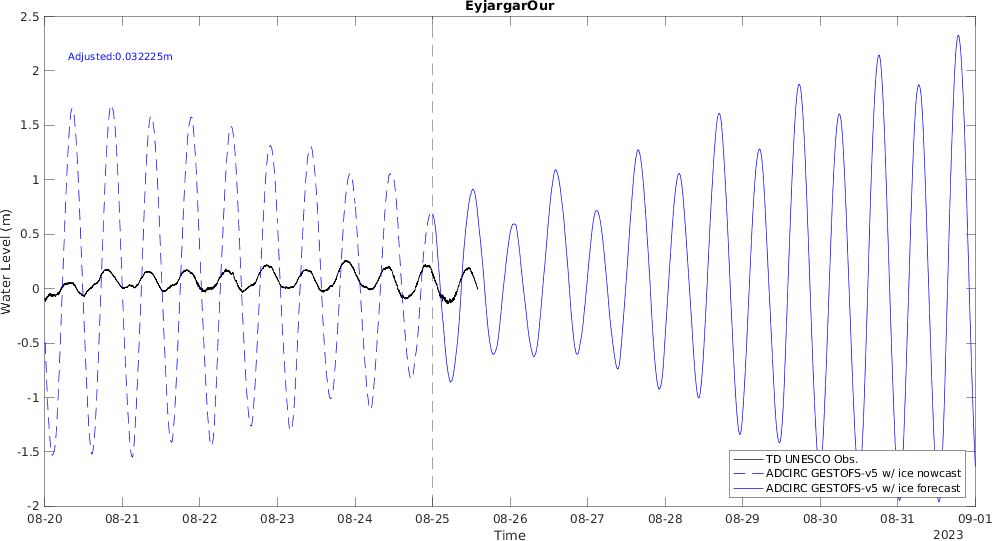 EyjargarOur
Adjusted:0.032225m
2.5
2
1.5
1
0.5
0
-0.5
-1
-1.5
-2
Water Level (m)
TD UNESCO Obs.
ADCIRC GESTOFS-v5 w/ ice nowcast
ADCIRC GESTOFS-v5 w/ ice forecast
08-20 08-21 08-22 08-23 08-24 08-25 08-26 08-27 08-28 08-29 08-30 08-31 09-01
Time
2023